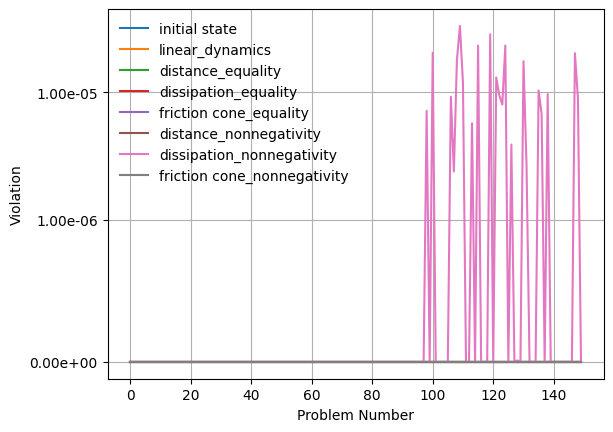 initial state
linear_dynamics
distance_equality
dissipation_equality
friction cone_equality
distance_nonnegativity
dissipation_nonnegativity
friction cone_nonnegativity
1.00e-05
1.00e-06
0.00e+00
Violation
0 20 40 60 80 100 120 140
Problem Number